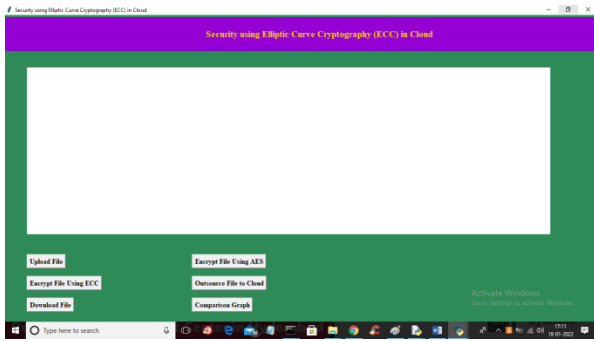 Security using Elliptic Curve Cryptography (ECC) in Cloud
Security using Elliptic Curve Cryptography (ECC) in Cloud
Upload File
Encrypt File Using AES
Encrypt File Using ECC
Outsource File to Cloud
Download File
Comparison Graph
Activate Windows
Go to Settings to activate Windows.
Type here to search
17:11
18-01-2022